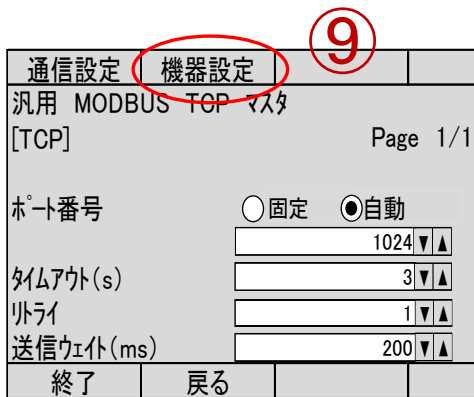 ⑨
通信設定 機器設定
汎用 MODBUS TCP マスタ
[TCP] Page 1/1
ポート番号 固定 自動
1024 ▼ ▲
タイムアウト(s) 3 ▼ ▲
リトライ 1 ▼ ▲
送信ウェイト(ms) 200 ▼ ▲
終了 戻る